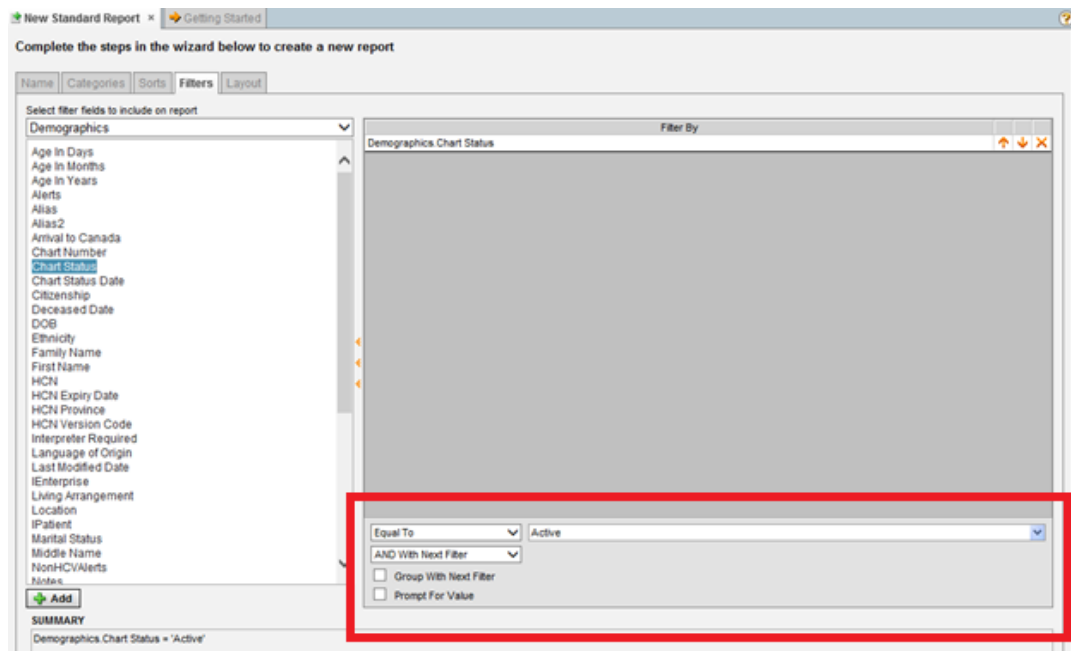 New Standard Report × Getting Started
Complete the steps in the wizard below to create a new report
Name Categories Sorts Filters Layout
Select filter fields to include on report
Demographics
Filter By
Demographics.Chart Status
Age In Days
Age In Months
Age In Years
Alerts
Alias
Alias2
Arrival to Canada
Chart Number
Chart Status
Chart Status Date
Citizenship
Deceased Date
DOB
Ethnicity
Family Name
First Name
HCN
HCN Expiry Date
HCN Province
HCN Version Code
Interpreter Required
Language of Origin
Last Modified Date
lEnterprise
Living Arrangement
Location
lPatient
Marital Status
Middle Name
NonHCVAlerts
Notes
Equal To Active
AND With Next Filter
Group With Next Filter
Prompt For Value
Add
SUMMARY
Demographics.Chart Status = 'Active'